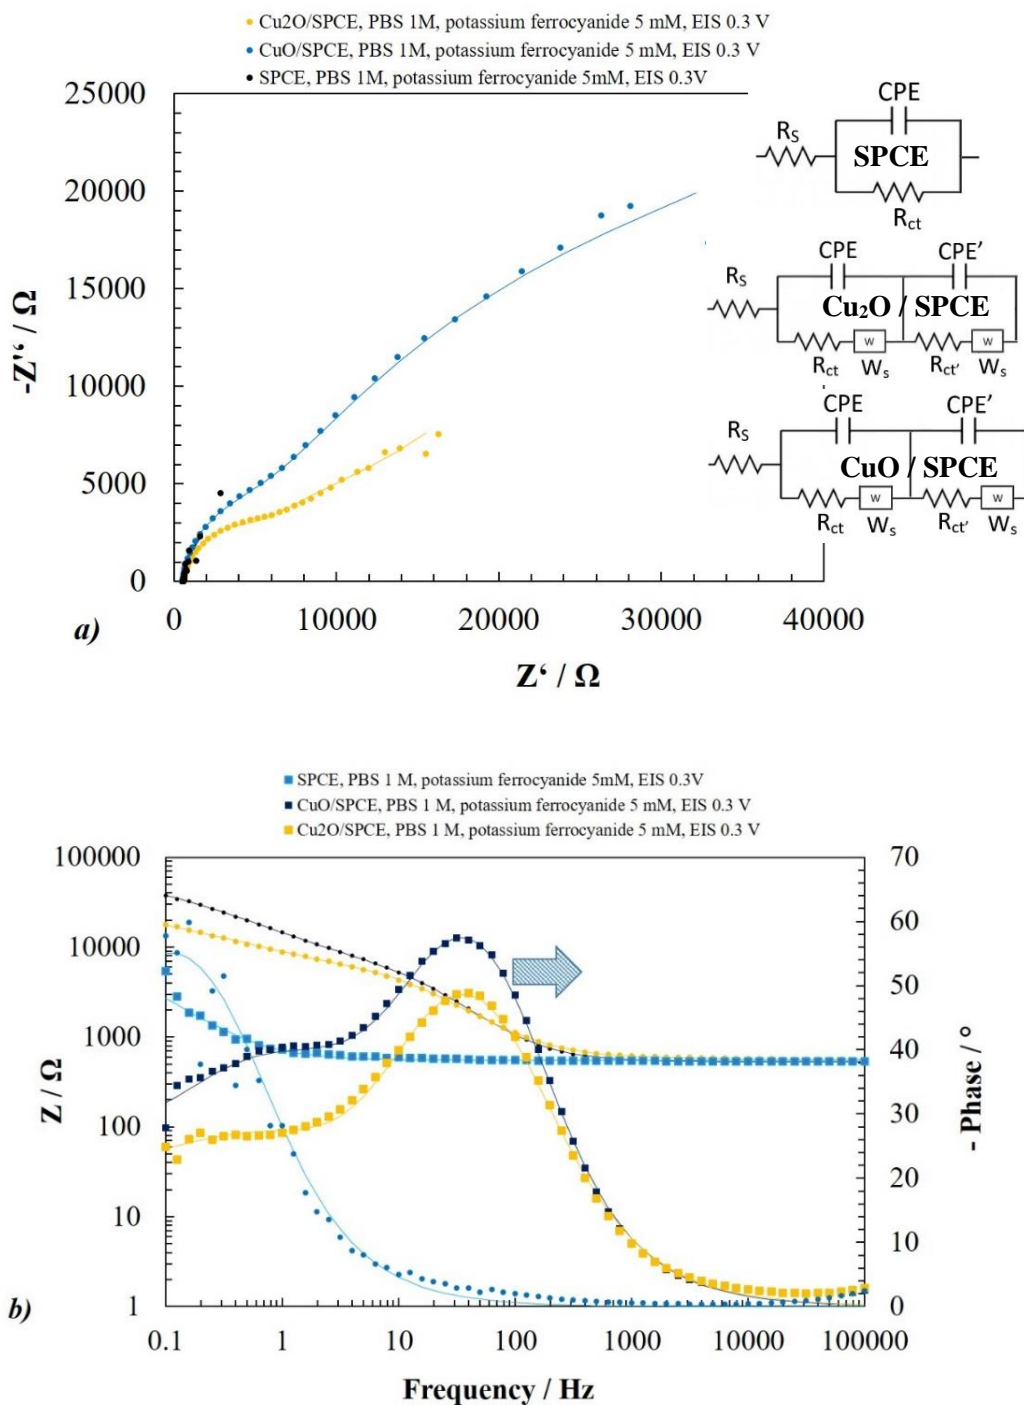 Cu2O/SPCE, PBS 1M, potassium ferrocyanide 5 mM, EIS 0.3 V
CuO/SPCE, PBS 1M, potassium ferrocyanide 5 mM, EIS 0.3 V
SPCE, PBS 1M, potassium ferrocyanide 5mM, EIS 0.3V
25000
20000
15000
10000
5000
0
-Z'‘ / Ω
0
10000
20000
30000
40000
Z‘ / Ω
a)
CPE
RS
SPCE
Rct
CPE
CPE’
RS
Cu2O / SPCE
W
W
Rct
Ws
Rct'
Ws
CPE
CPE’
RS
CuO / SPCE
W
W
Rct
Ws
Rct'
Ws
SPCE, PBS 1 M, potassium ferrocyanide 5mM, EIS 0.3V
CuO/SPCE, PBS 1 M, potassium ferrocyanide 5 mM, EIS 0.3 V
Cu2O/SPCE, PBS 1 M, potassium ferrocyanide 5 mM, EIS 0.3 V
100000
10000
1000
100
10
1
Z / Ω
70
60
50
40
30
20
10
0
- Phase / °
0.1
1
10
100
1000
10000
100000
Frequency / Hz
b)